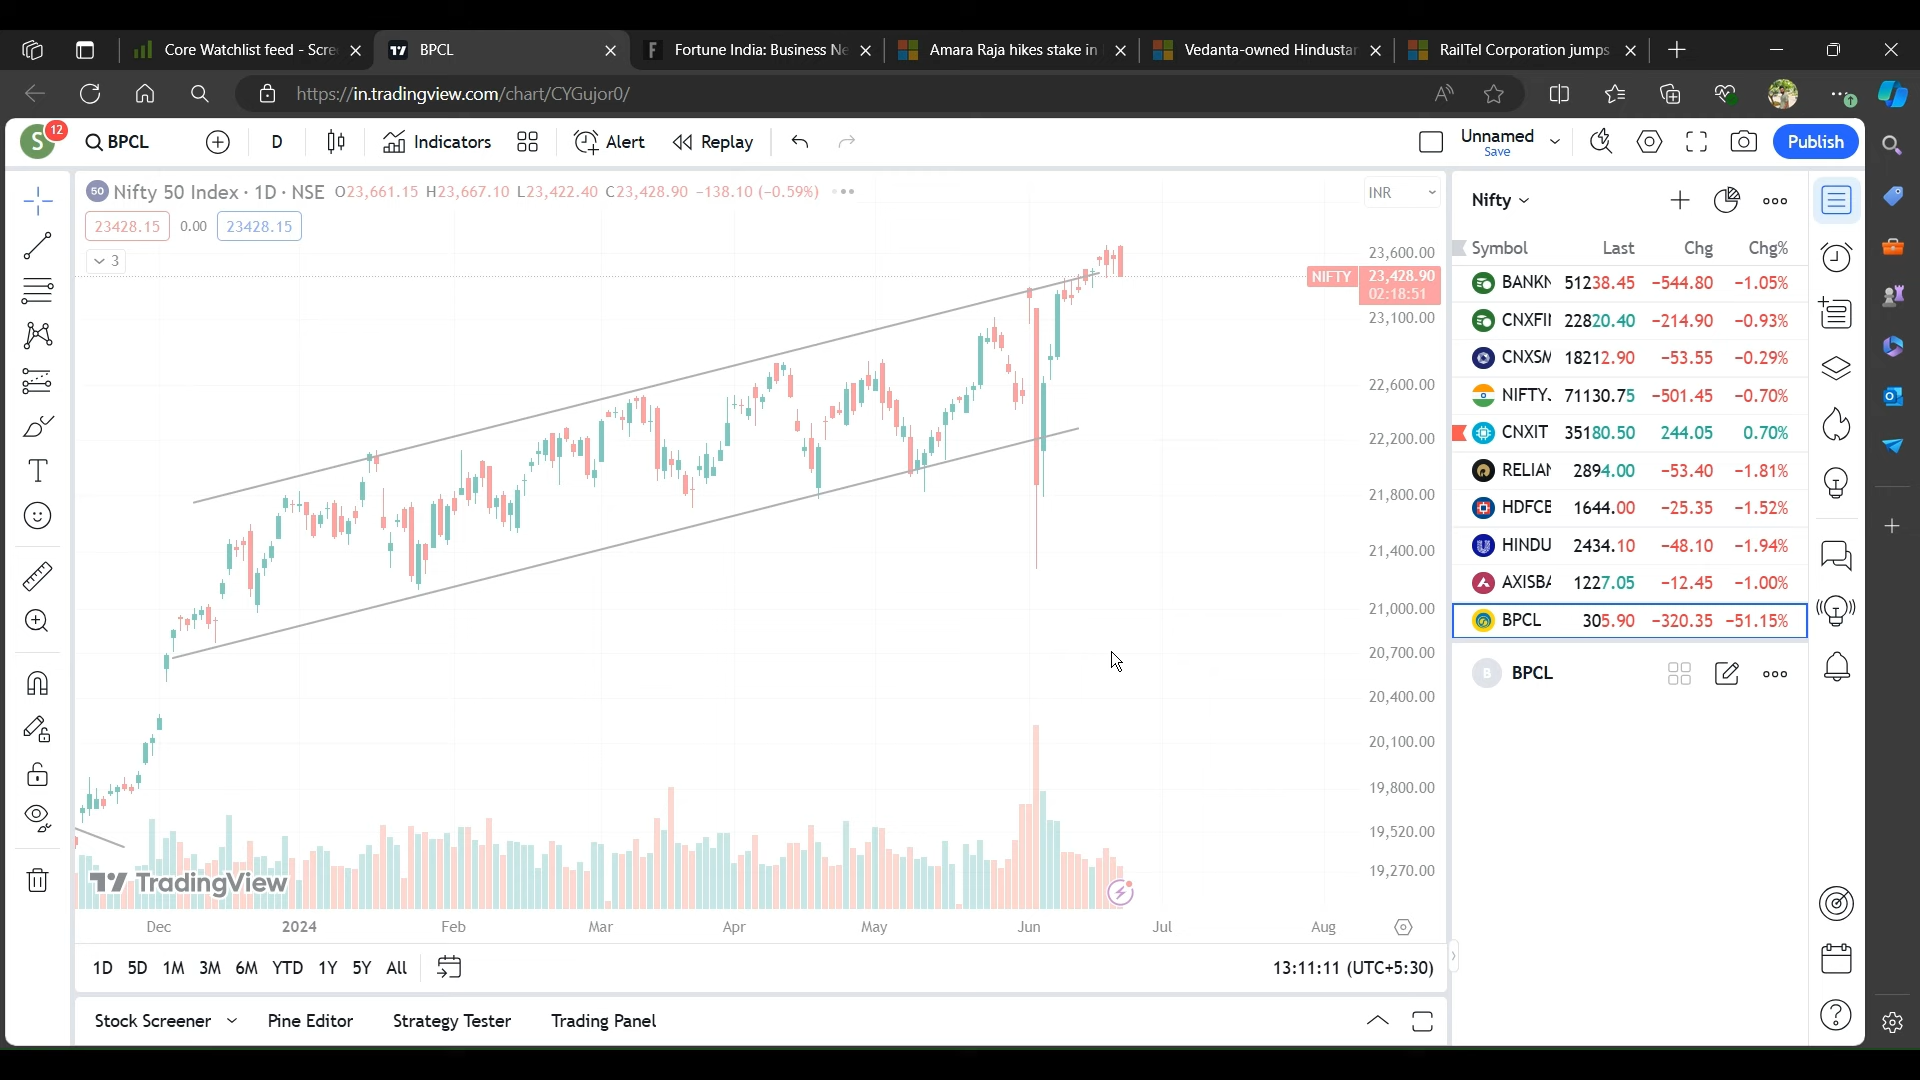 Core Watchlist feed - Scre
BPCL
Fortune India: Business Ne
Amara Raja hikes stake in
Vedanta-owned Hindustan
RailTel Corporation jumps
https://in.tradingview.com/chart/CYGujor0/
S 12
BPCL
D
Indicators
Alert
Replay
Unnamed
Save
Publish
50 Nifty 50 Index · 1D · NSE O23,661.15 H23,667.10 L23,422.40 C23,428.90 -138.10 (-0.59%)
23428.15 0.00 23428.15
3
INR
23,600.00
NIFTY 23,428.90
02:18:51
23,100.00
22,600.00
22,200.00
21,800.00
21,400.00
21,000.00
20,700.00
20,400.00
20,100.00
19,800.00
19,520.00
19,270.00
TradingView
Dec 2024 Feb Mar Apr May Jun Jul Aug
1D 5D 1M 3M 6M YTD 1Y 5Y All
13:11:11 (UTC+5:30)
Stock Screener Pine Editor Strategy Tester Trading Panel
Nifty
Symbol Last Chg Chg%
BANKN 51238.45 -544.80 -1.05%
CNXFI 22820.40 -214.90 -0.93%
CNXSM 18212.90 -53.55 -0.29%
NIFTY. 71130.75 -501.45 -0.70%
CNXIT 35180.50 244.05 0.70%
RELIAN 2894.00 -53.40 -1.81%
HDFCB 1644.00 -25.35 -1.52%
HINDU 2434.10 -48.10 -1.94%
AXISBA 1227.05 -12.45 -1.00%
BPCL 305.90 -320.35 -51.15%
B BPCL